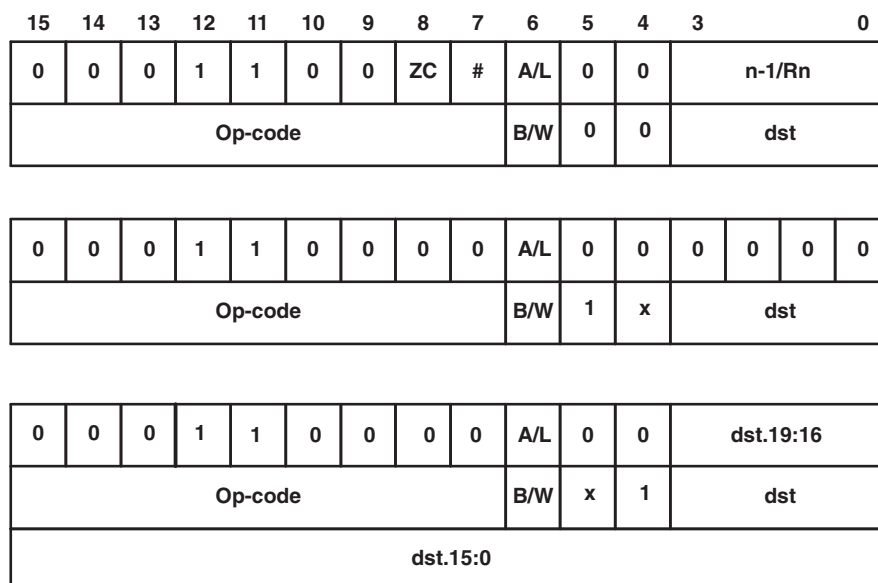 15 14 13 12 11 10 9 8 7 6 5 4 3 0
0 0 0 1 1 0 0 ZC # A/L 0 0 n-1/Rn
Op-code B/W 0 0 dst
0 0 0 1 1 0 0 0 0 A/L 0 0 0 0 0 0
Op-code B/W 1 x dst
0 0 0 1 1 0 0 0 0 A/L 0 0 dst.19:16
Op-code B/W x 1 dst
dst.15:0